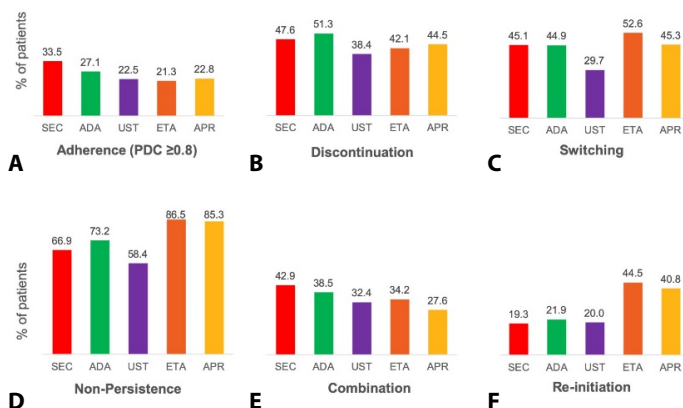 % of patients
33.5 27.1 22.5 21.3 22.8
SEC ADA UST ETA APR
A Adherence (PDC ≥0.8)
47.6 51.3 38.4 42.1 44.5
SEC ADA UST ETA APR
B Discontinuation
45.1 44.9 29.7 52.6 45.3
SEC ADA UST ETA APR
C Switching
% of patients
66.9 73.2 58.4 86.5 85.3
SEC ADA UST ETA APR
D Non-Persistence
42.9 38.5 32.4 34.2 27.6
SEC ADA UST ETA APR
E Combination
19.3 21.9 20.0 44.5 40.8
SEC ADA UST ETA APR
F Re-initiation